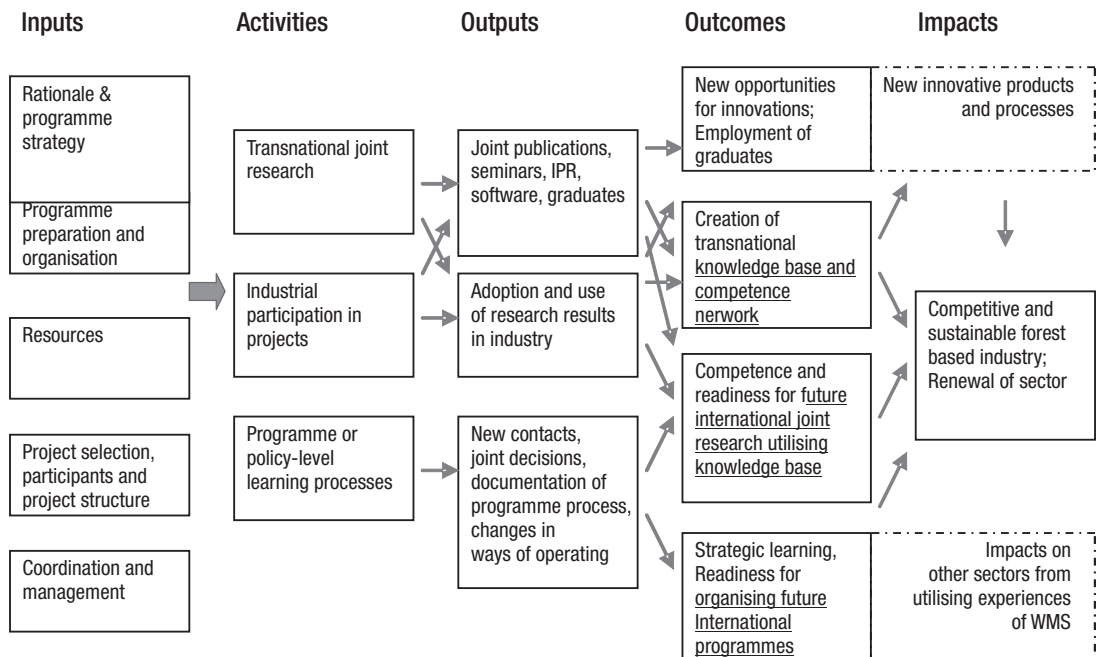 Inputs
Activities
Outputs
Outcomes
Impacts
Rationale &
programme
strategy
Programme
preparation and
organisation
Resources
Project selection,
participants and
project structure
Coordination and
management
Transnational joint
research
Industrial
participation in
projects
Programme or
policy-level
learning processes
Joint publications,
seminars, IPR,
software, graduates
Adoption and use
of research results
in industry
New contacts,
joint decisions,
documentation of
programme process,
changes in
ways of operating
New opportunities
for innovations;
Employment of
graduates
Creation of
transnational
knowledge base and
competence
nerwork
Competence and
readiness for future
international joint
research utilising
knowledge base
Strategic learning,
Readiness for
organising future
International
programmes
New innovative products
and processes
Competitive and
sustainable forest
based industry;
Renewal of sector
Impacts on
other sectors from
utilising experiences
of WMS